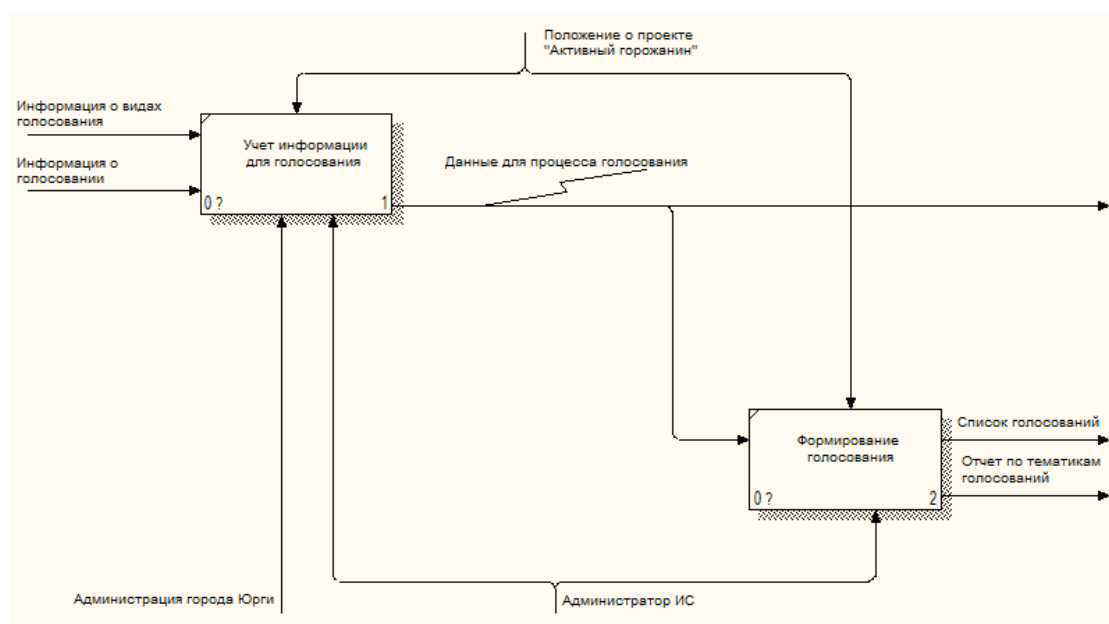 Положение о проекте
"Активный горожанин"
Информация о видах
голосования
Учет информации
для голосования
Информация о
голосовании
Данные для процесса голосования
0 ?
1
Формирование
голосования
Список голосований
Отчет по тематикам
голосований
0 ?
2
Администрация города Юрги
Администратор ИС